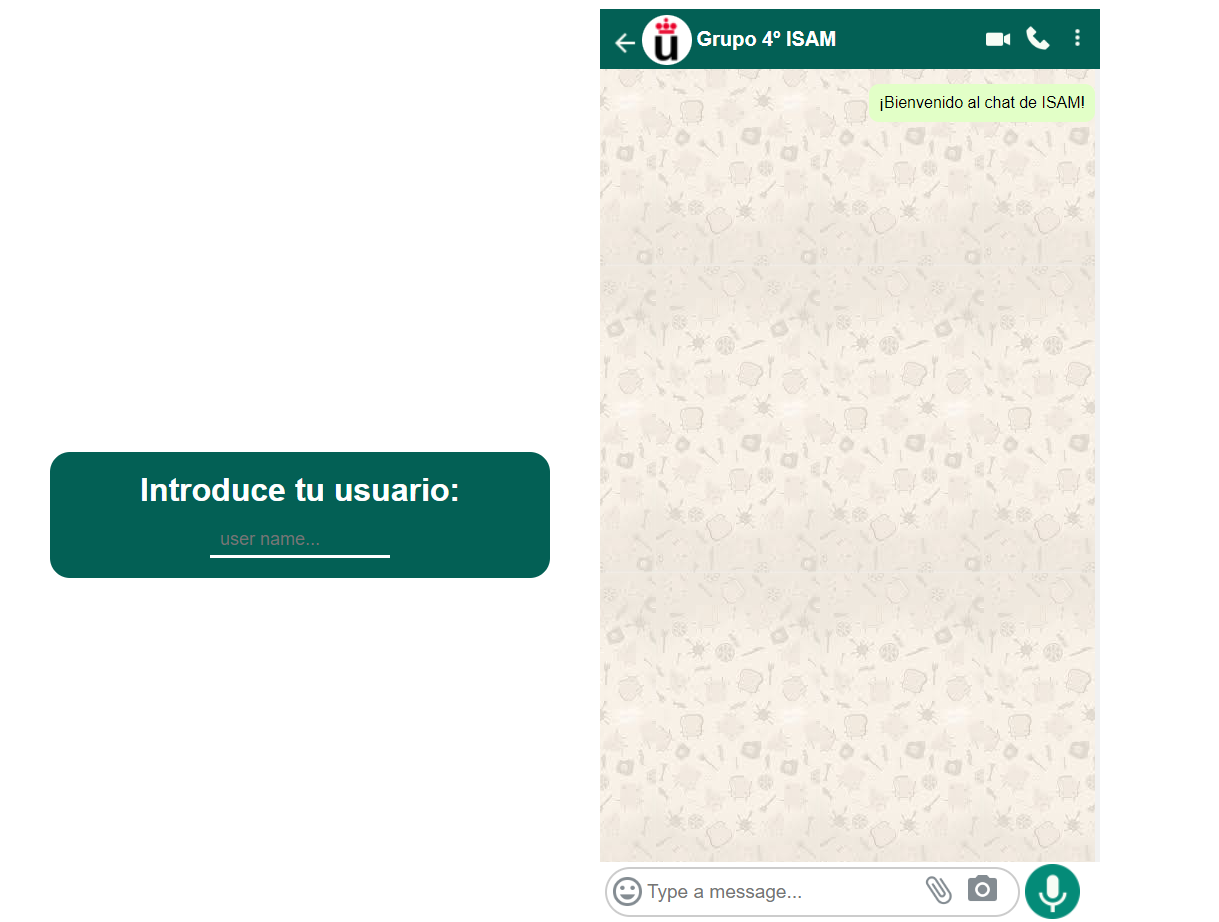 Introduce tu usuario:
user name...
u
Grupo 4º ISAM
¡Bienvenido al chat de ISAM!
Type a message...